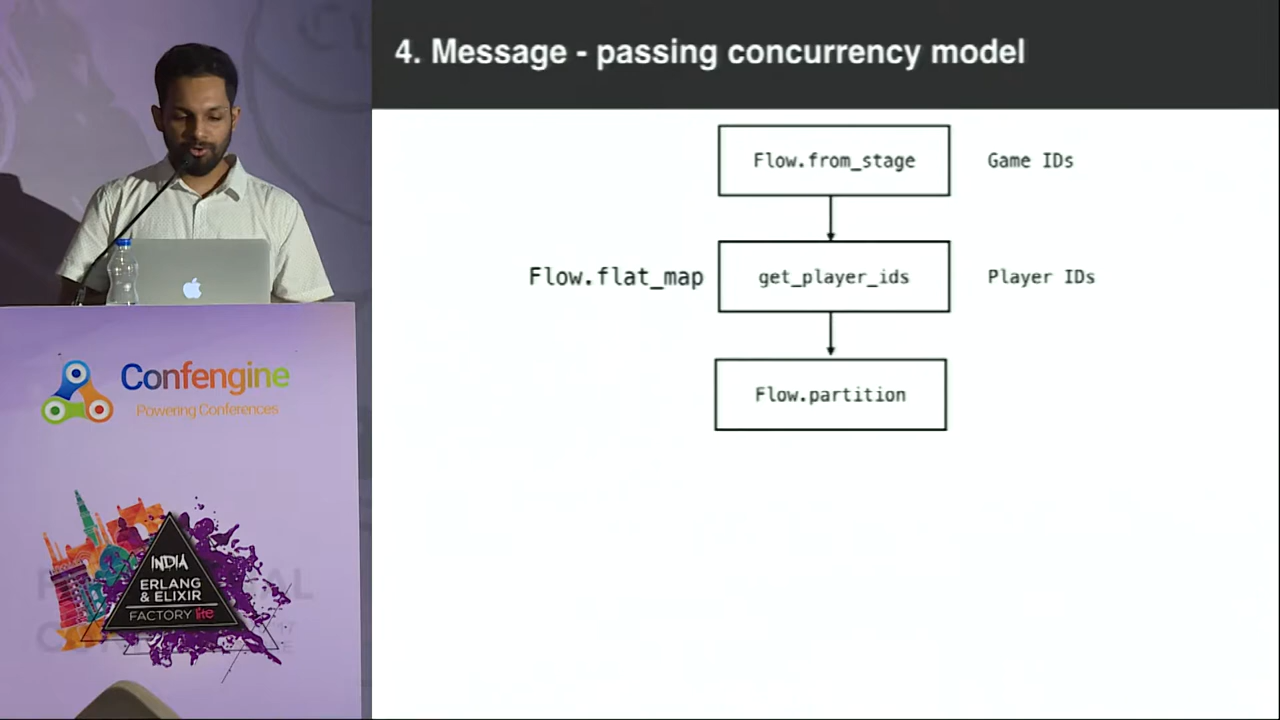 4. Message - passing concurrency model
Flow.from_stage
Game IDs
Flow.flat_map
get_player_ids
Player IDs
Flow.partition
Confengine
Powering Conferences
INDIA
ERLANG
& ELIXIR
FACTORY lite